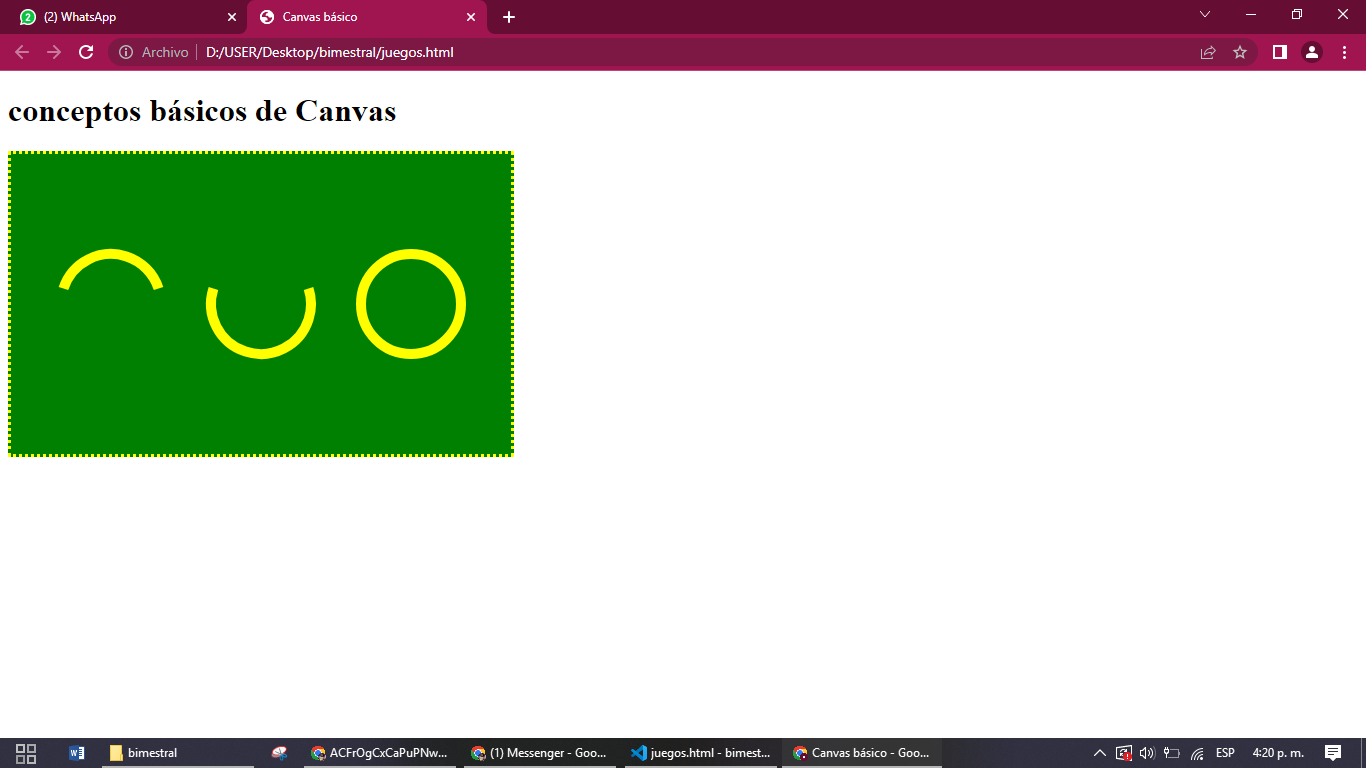 (2) WhatsApp
Canvas básico
Archivo D:/USER/Desktop/bimestral/juegos.html
conceptos básicos de Canvas
bimestral
ACFrOgCxCaPuPNw...
(1) Messenger - Goo...
juegos.html - bimest...
Canvas básico - Goo...
ESP
4:20 p. m.